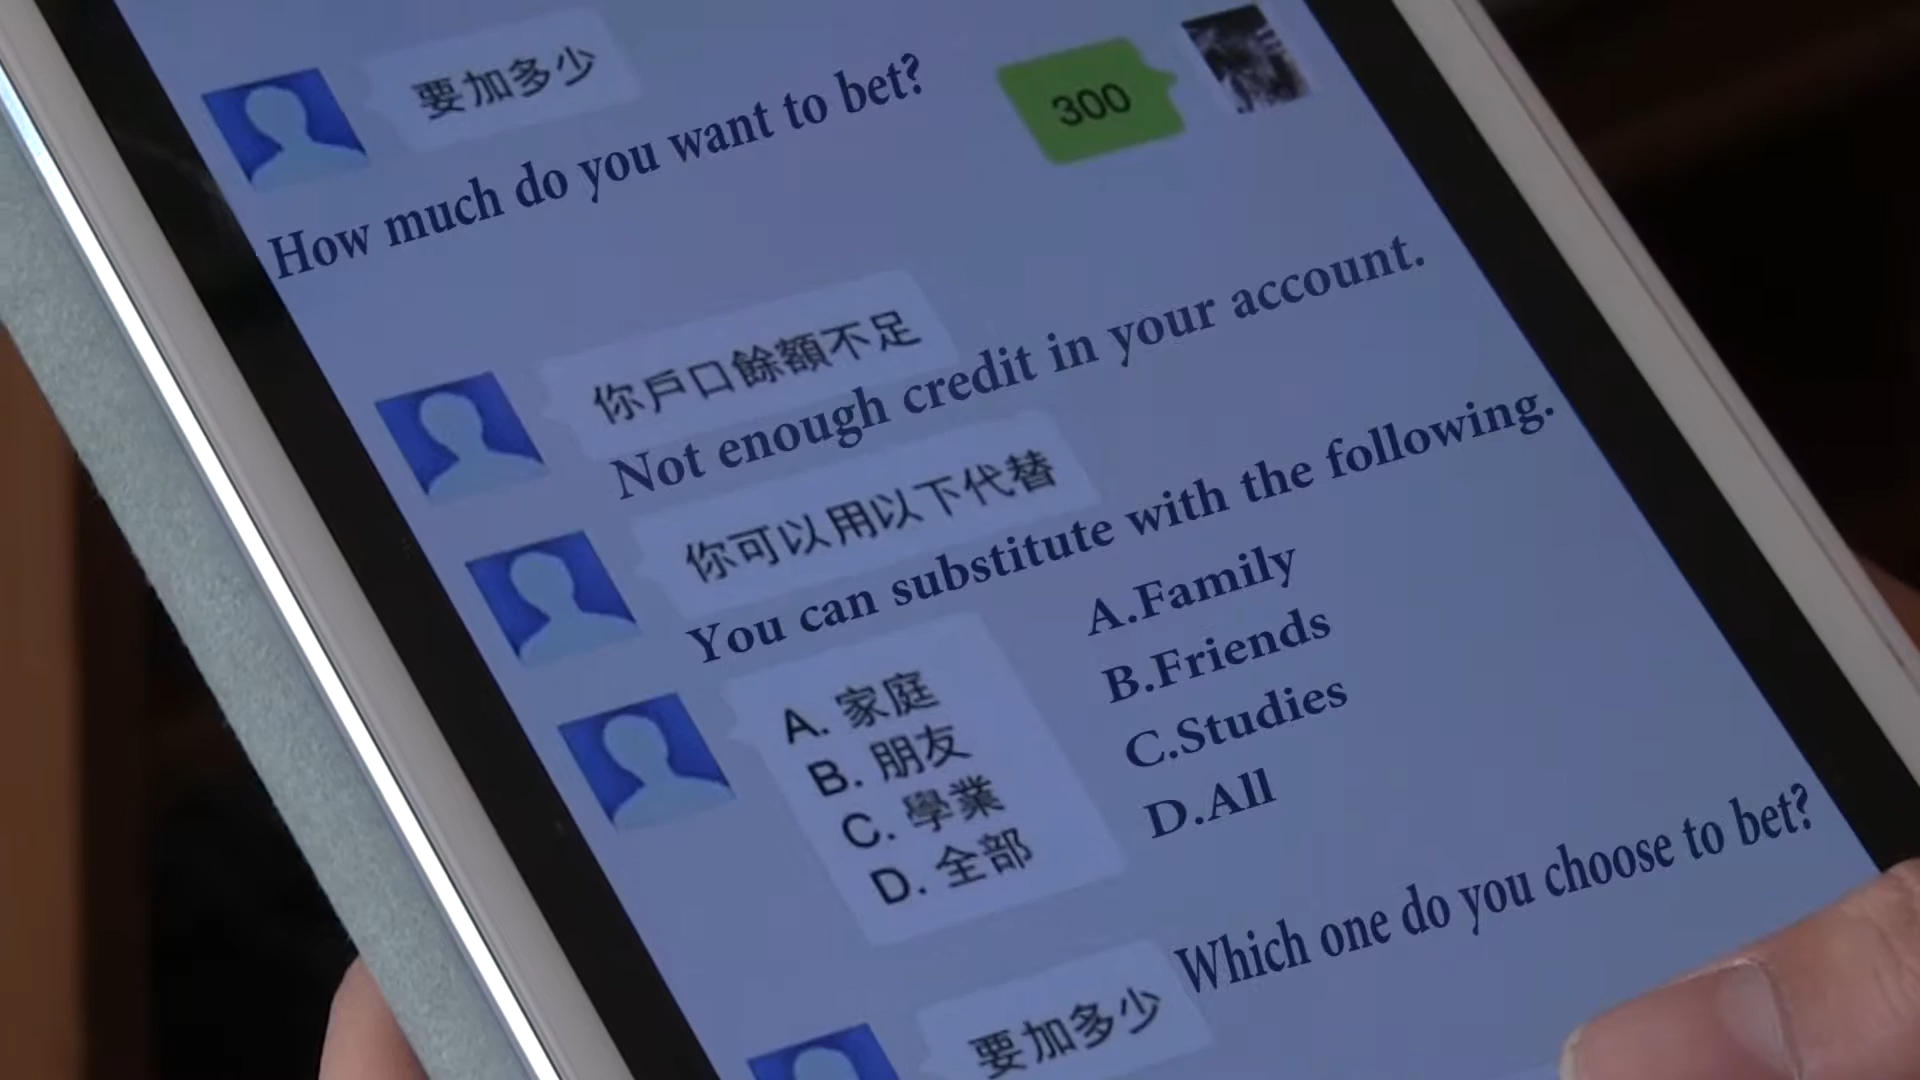 要加多少
300
How much do you want to bet?
你戶口餘額不足
Not enough credit in your account.
你可以用以下代替
You can substitute with the following.
A. 家庭
B. 朋友
C. 學業
D. 全部
A.Family
B.Friends
C.Studies
D.All
Which one do you choose to bet?
要加多少